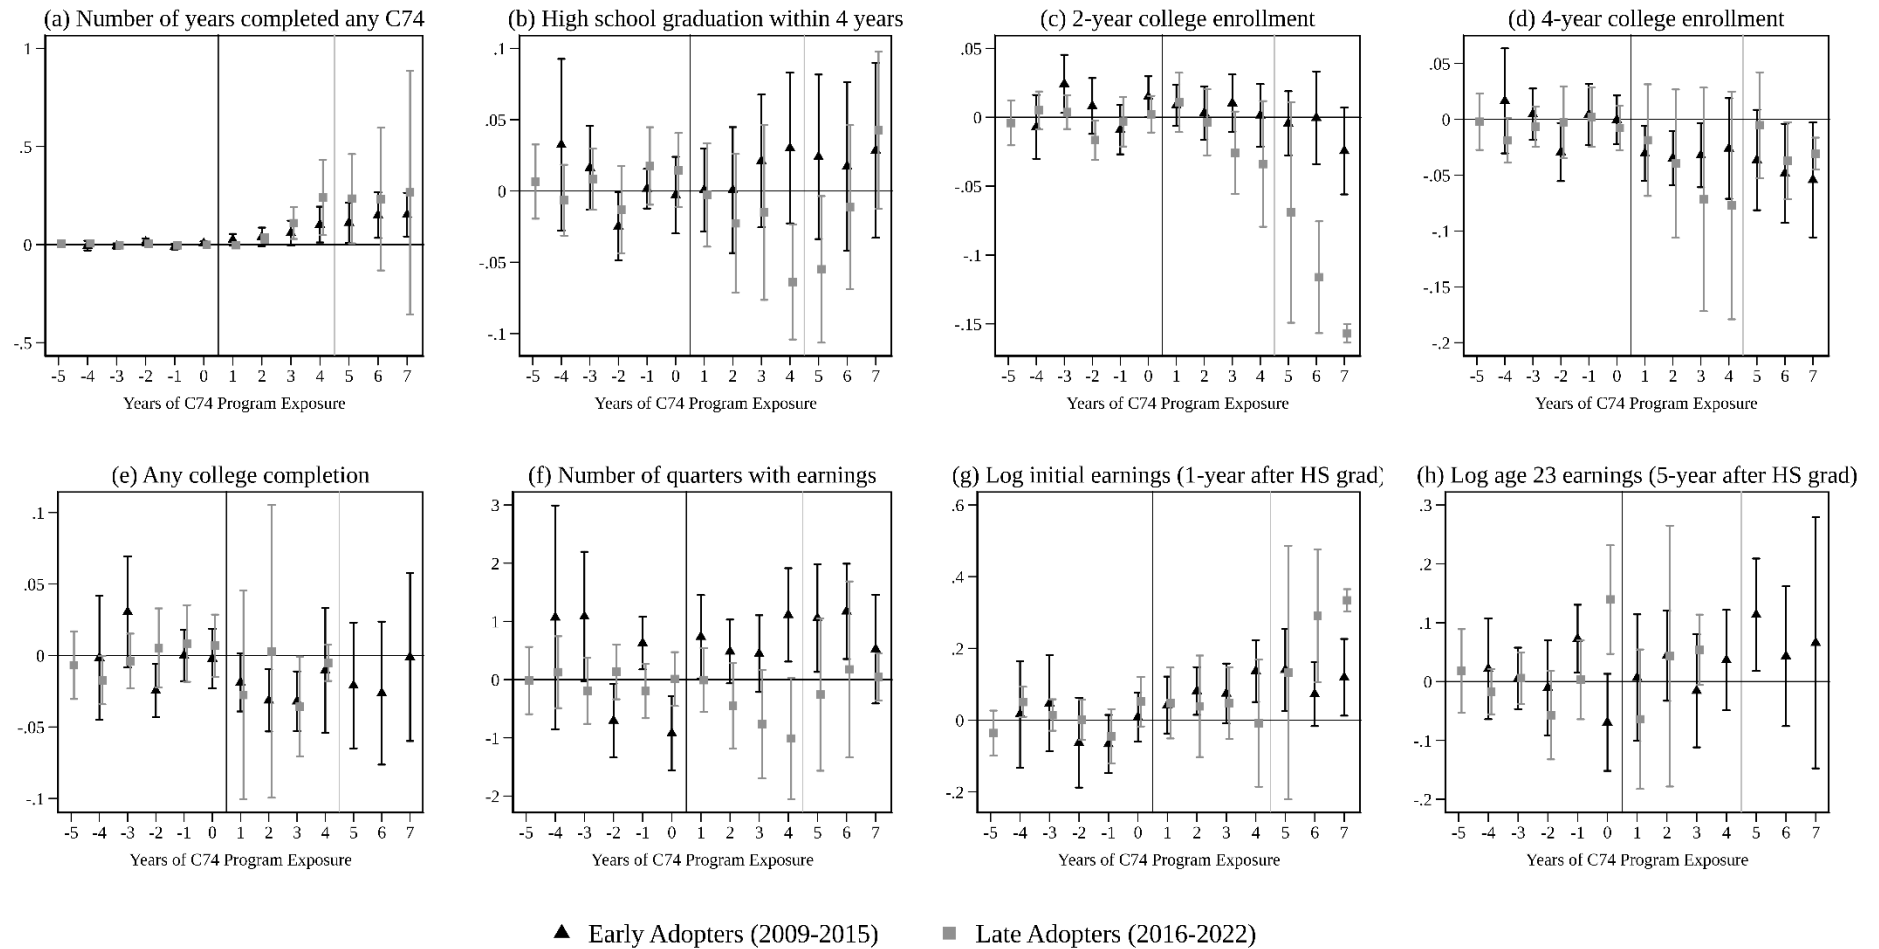 (a) Number of years completed any C74
1
.5
0
-.5
-5 -4 -3 -2 -1 0 1 2 3 4 5 6 7
Years of C74 Program Exposure
(b) High school graduation within 4 years
.1
.05
0
-.05
-.1
-5 -4 -3 -2 -1 0 1 2 3 4 5 6 7
Years of C74 Program Exposure
(c) 2-year college enrollment
.05
0
-.05
-.1
-.15
-5 -4 -3 -2 -1 0 1 2 3 4 5 6 7
Years of C74 Program Exposure
(d) 4-year college enrollment
.05
0
-.05
-.1
-.15
-.2
-5 -4 -3 -2 -1 0 1 2 3 4 5 6 7
Years of C74 Program Exposure
(e) Any college completion
.1
.05
0
-.05
-.1
-5 -4 -3 -2 -1 0 1 2 3 4 5 6 7
Years of C74 Program Exposure
(f) Number of quarters with earnings
3
2
1
0
-1
-2
-5 -4 -3 -2 -1 0 1 2 3 4 5 6 7
Years of C74 Program Exposure
(g) Log initial earnings (1-year after HS grad)
.6
.4
.2
0
-.2
-5 -4 -3 -2 -1 0 1 2 3 4 5 6 7
Years of C74 Program Exposure
(h) Log age 23 earnings (5-year after HS grad)
.3
.2
.1
0
-.1
-.2
-5 -4 -3 -2 -1 0 1 2 3 4 5 6 7
Years of C74 Program Exposure
Early Adopters (2009-2015) Late Adopters (2016-2022)